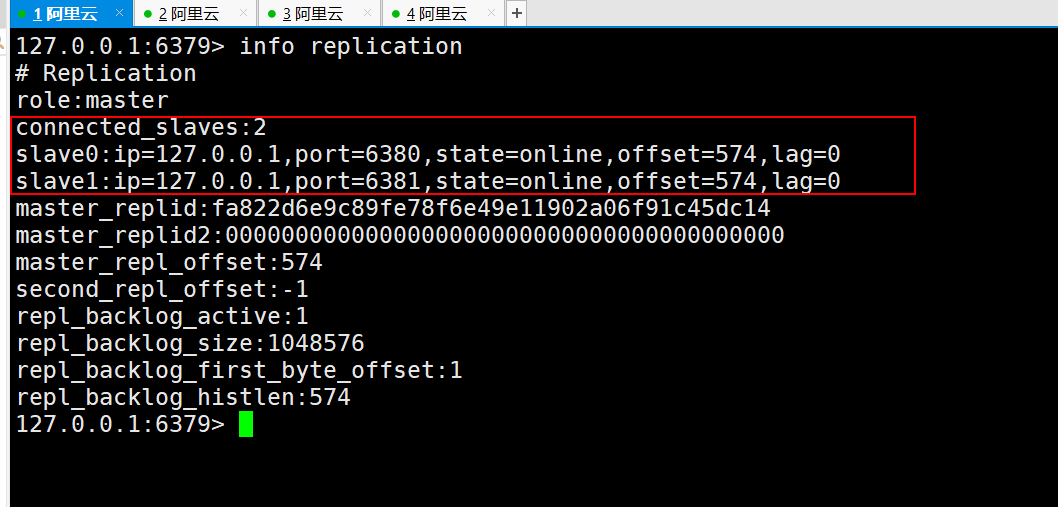 1 阿里云 × 2 阿里云 × 3 阿里云 × 4 阿里云 × +
127.0.0.1:6379> info replication
# Replication
role:master
connected_slaves:2
slave0:ip=127.0.0.1,port=6380,state=online,offset=574,lag=0
slave1:ip=127.0.0.1,port=6381,state=online,offset=574,lag=0
master_replid:fa822d6e9c89fe78f6e49e11902a06f91c45dc14
master_replid2:0000000000000000000000000000000000000000
master_repl_offset:574
second_repl_offset:-1
repl_backlog_active:1
repl_backlog_size:1048576
repl_backlog_first_byte_offset:1
repl_backlog_histlen:574
127.0.0.1:6379>